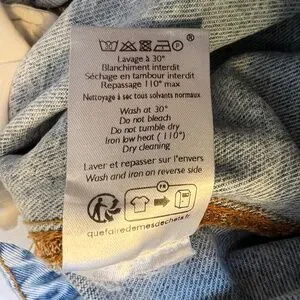 Lavage à 30°
Blanchiment interdit
Séchage en tambour interdit
Repassage 110° max
Nettoyage à sec tous solvants normaux
Wash at 30°
Do not bleach
Do not tumble dry
Iron low heat ( 110°)
Dry cleaning
Laver et repasser sur l'envers
Wash and iron on reverse side
FR
quefairedemesdechets.fr